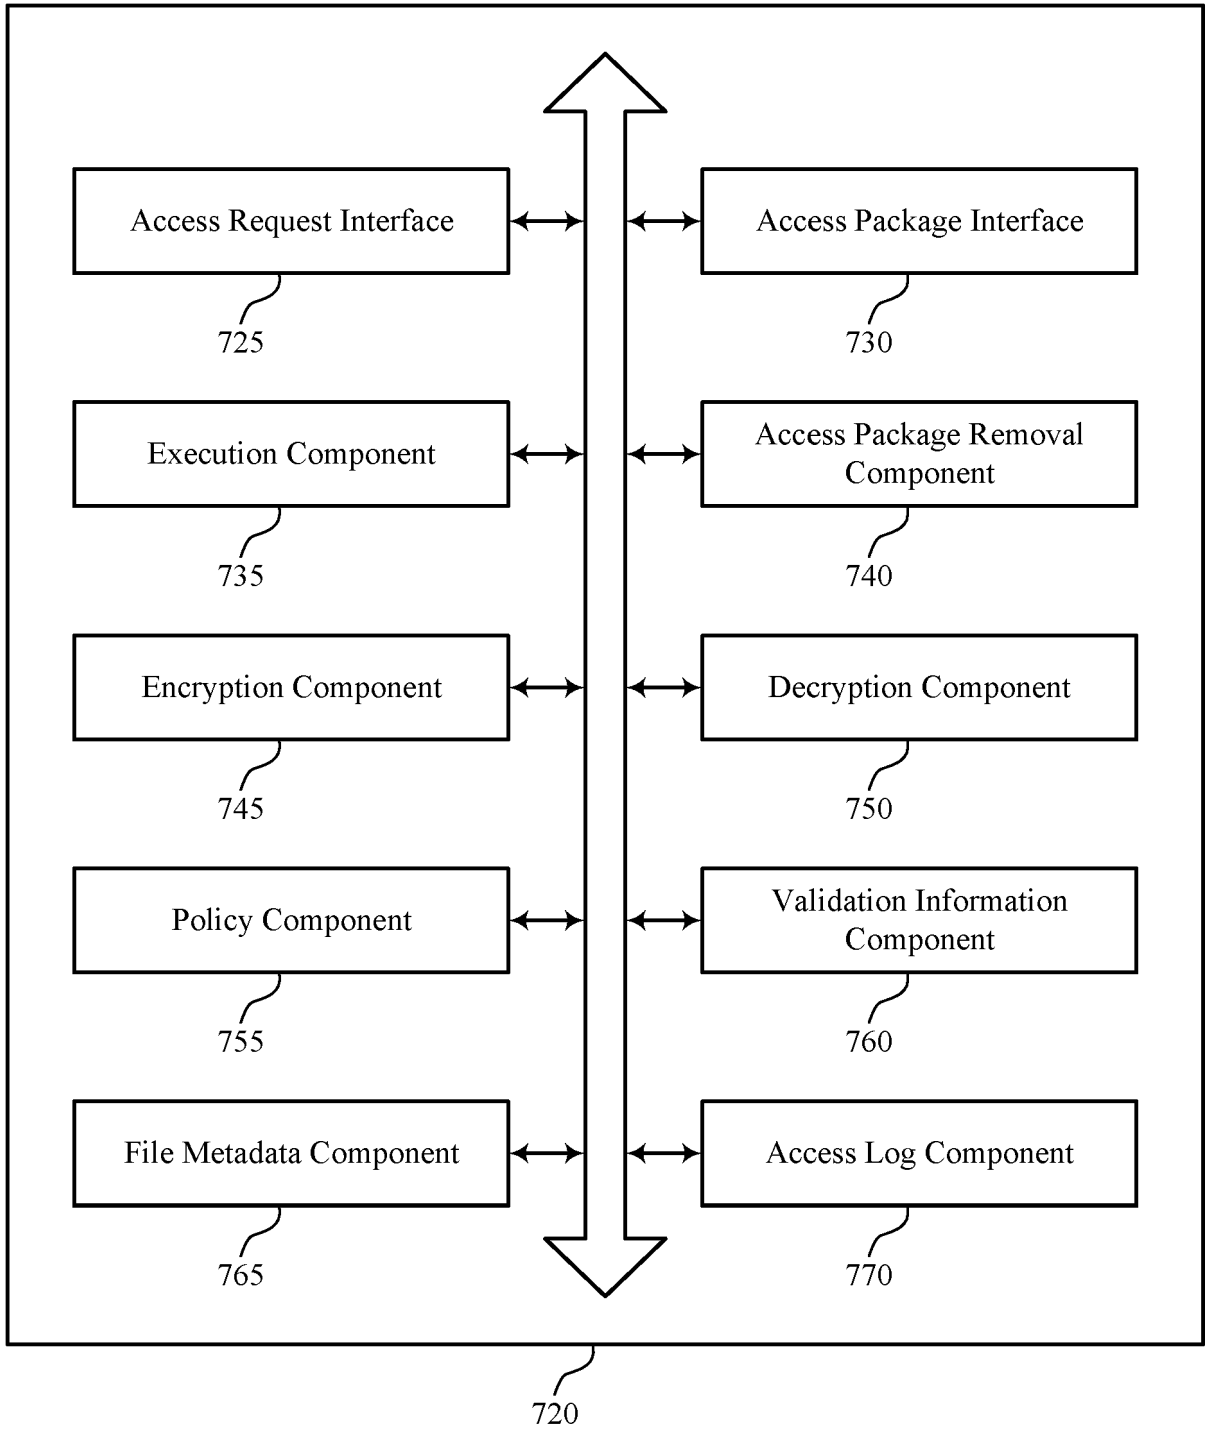 Access Request Interface
725
Access Package Interface
730
Execution Component
735
Access Package Removal
Component
740
Encryption Component
745
Decryption Component
750
Policy Component
755
Validation Information
Component
760
File Metadata Component
765
Access Log Component
770
720